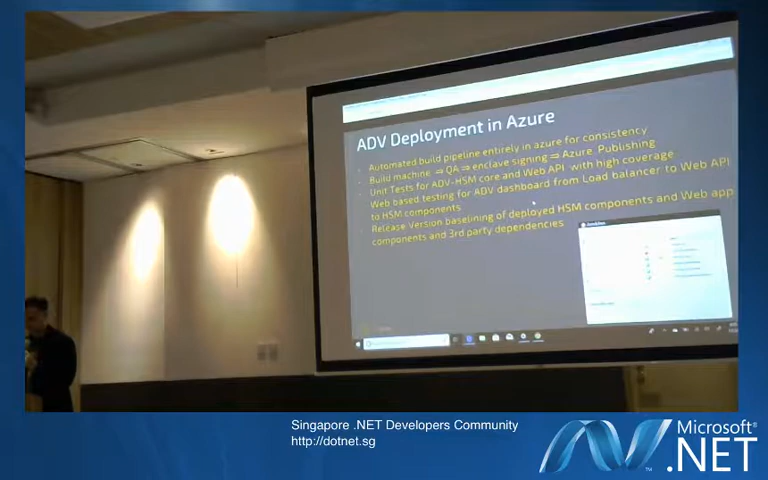 ADV Deployment in Azure
Automated build pipeline entirely in azure for consistency
Build machine ⇒ QA ⇒ enclave signing ⇒ Azure Publishing
Unit Tests for ADV-HSM core and Web API with high coverage
Web based testing for ADV dashboard from Load balancer to Web API
to HSM components
Release Version baselining of deployed HSM components and Web app
components and 3rd party dependencies
Singapore .NET Developers Community
http://dotnet.sg
Microsoft®
.NET
™